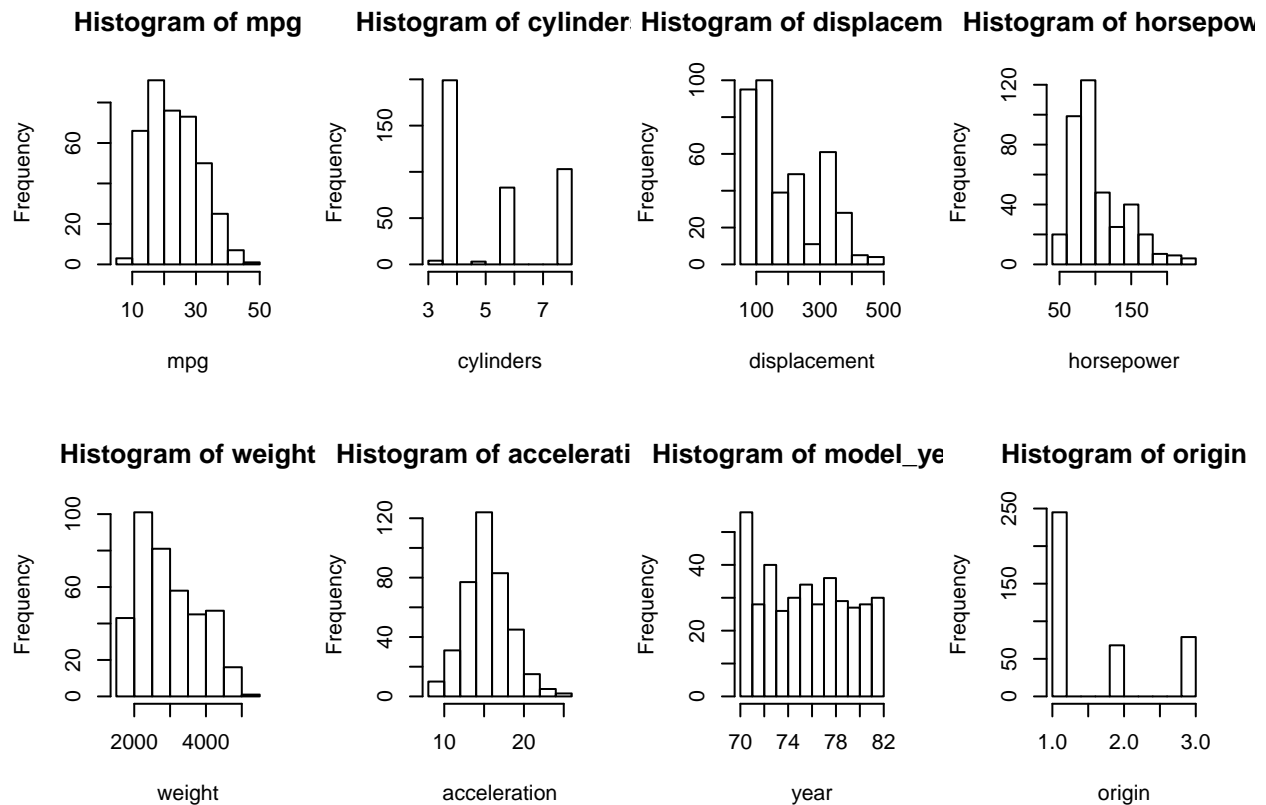 Histogram of mpg
Frequency
0
20
60
10
30
50
mpg
Histogram of cylinder
Frequency
0
50
150
3
5
7
cylinders
Histogram of displacem
Frequency
0
20
60
100
100
300
500
displacement
Histogram of horsepow
Frequency
0
40
80
120
50
150
horsepower
Histogram of weight
Frequency
0
20
60
100
2000
4000
weight
Histogram of accelerati
Frequency
0
40
80
120
10
20
acceleration
Histogram of model_ye
Frequency
0
20
40
70
74
78
82
year
Histogram of origin
Frequency
0
50
150
250
1.0
2.0
3.0
origin